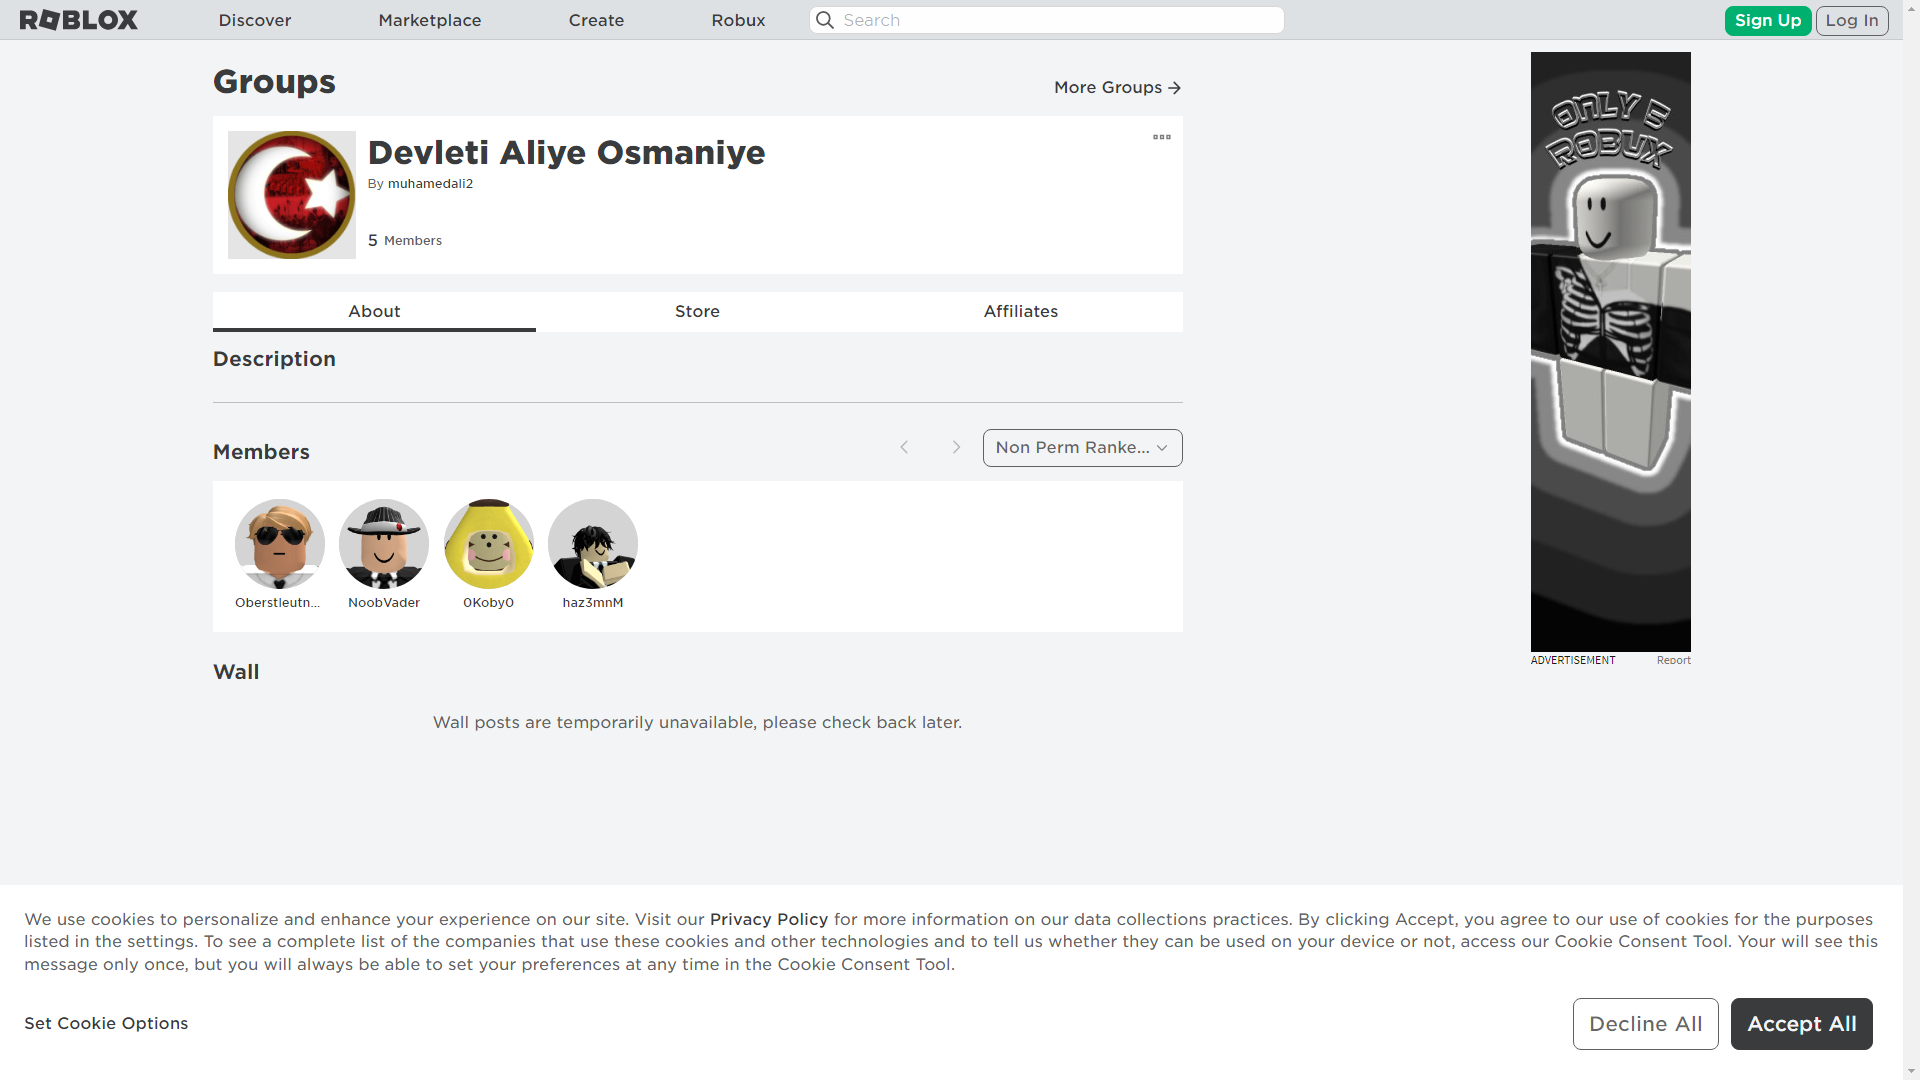 ROBLOX
Discover
Marketplace
Create
Robux
Search
Sign Up
Log In
Groups
More Groups
Devleti Aliye Osmaniye
By muhamedali2
5 Members
About
Store
Affiliates
Description
Members
Non Perm Ranke...
Oberstleutn...
NoobVader
0Koby0
haz3mnM
Wall
Wall posts are temporarily unavailable, please check back later.
ONLY 5
ROBUX
ADVERTISEMENT
Report
We use cookies to personalize and enhance your experience on our site. Visit our Privacy Policy for more information on our data collections practices. By clicking Accept, you agree to our use of cookies for the purposes
listed in the settings. To see a complete list of the companies that use these cookies and other technologies and to tell us whether they can be used on your device or not, access our Cookie Consent Tool. Your will see this
message only once, but you will always be able to set your preferences at any time in the Cookie Consent Tool.
Set Cookie Options
Decline All
Accept All